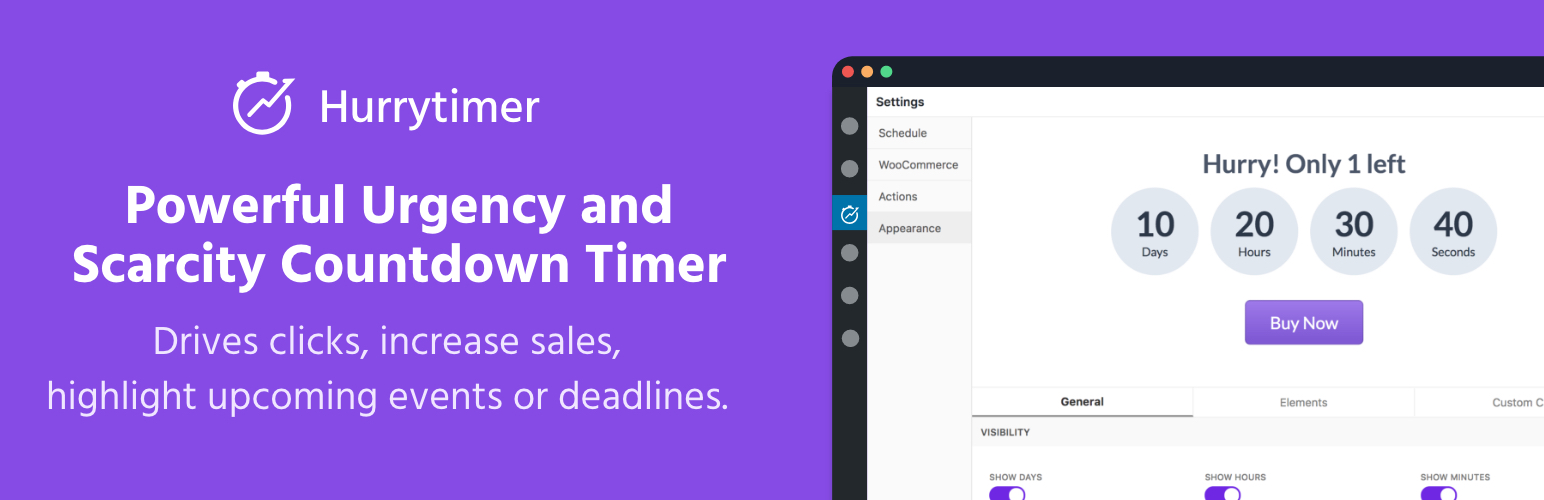 Hurrytimer
Powerful Urgency and
Scarcity Countdown Timer
Drives clicks, increase sales,
highlight upcoming events or deadlines.
Settings
Schedule
WooCommerce
Actions
Appearance
Hurry! Only 1 left
10 20 30 40
Days Hours Minutes Seconds
Buy Now
General Elements Custom C
VISIBILITY
SHOW DAYS SHOW HOURS SHOW MINUTES